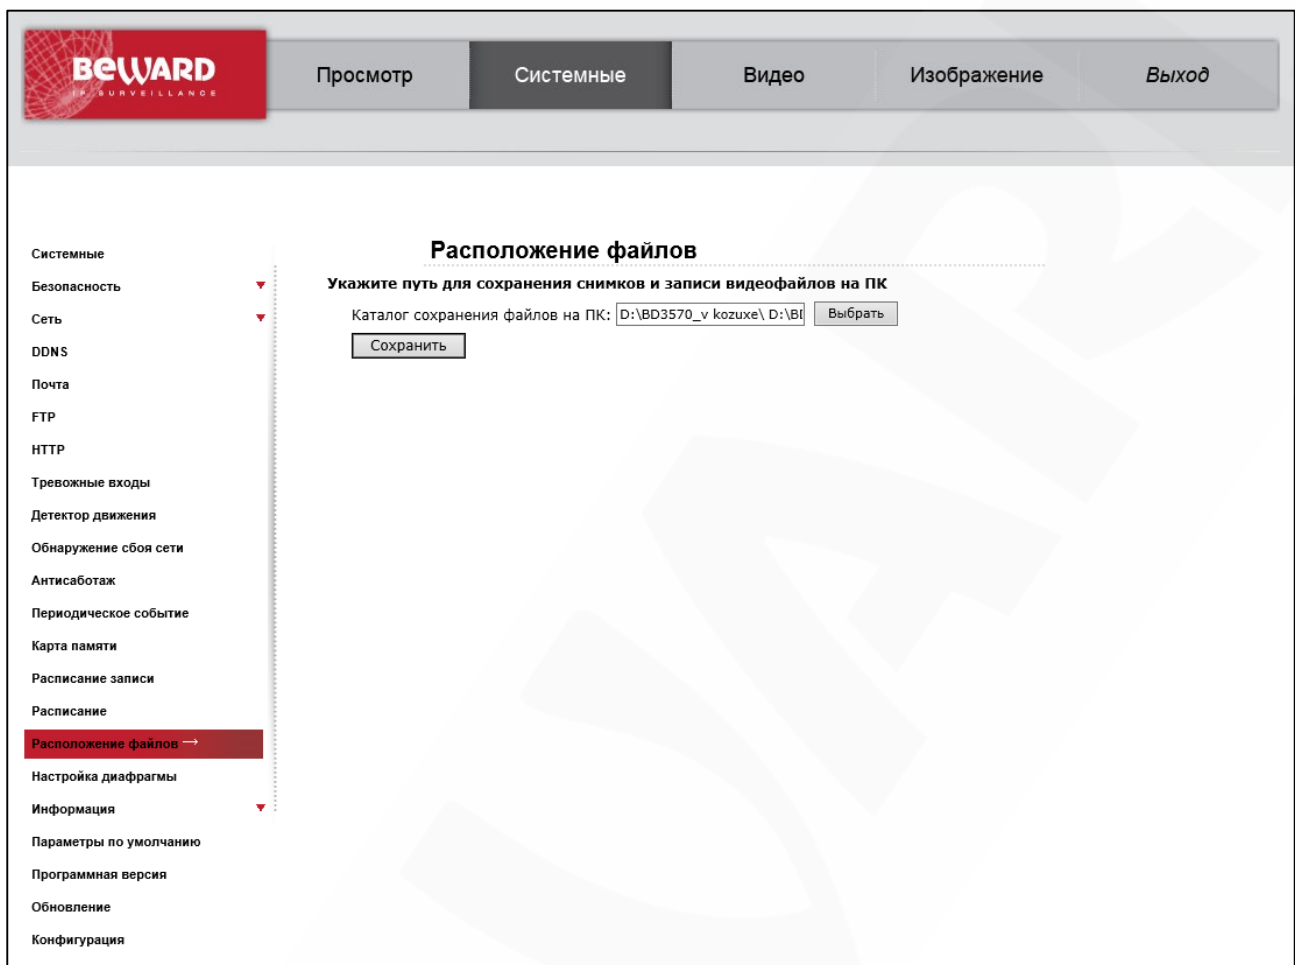 BEWARD
IP SURVEILLANCE
Просмотр
Системные
Видео
Изображение
Выход
Системные
Безопасность
Сеть
DDNS
Почта
FTP
HTTP
Тревожные входы
Детектор движения
Обнаружение сбоя сети
Антисаботаж
Периодическое событие
Карта памяти
Расписание записи
Расписание
Расположение файлов →
Настройка диафрагмы
Информация
Параметры по умолчанию
Программная версия
Обновление
Конфигурация
Расположение файлов
Укажите путь для сохранения снимков и записи видеофайлов на ПК
Каталог сохранения файлов на ПК: D:\BD3570_v kozuxe\ D:\BD Выбрать
Сохранить